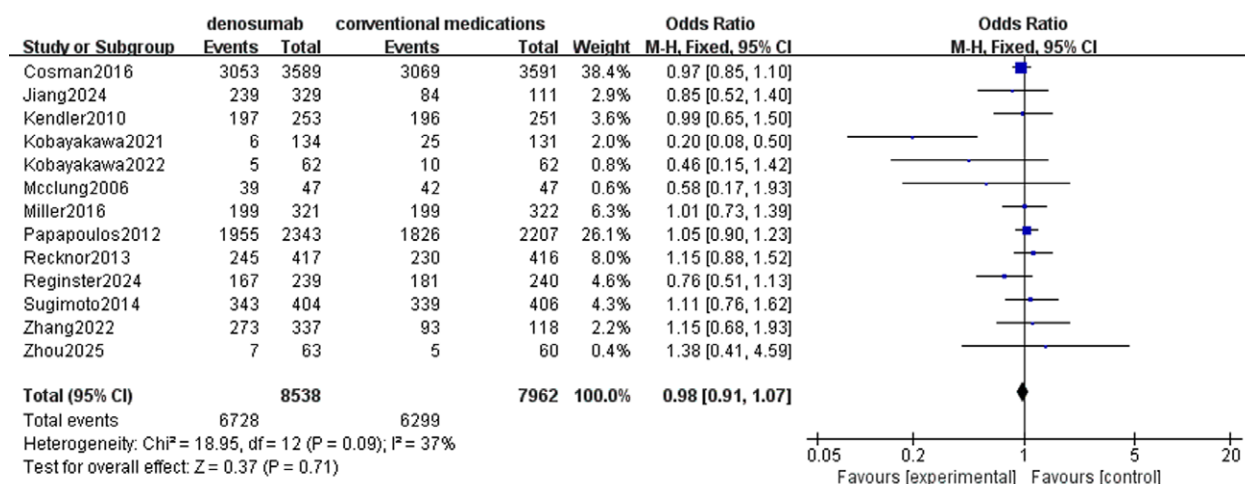 denosumab conventional medications Odds Ratio Odds Ratio
Study or Subgroup Events Total Events Total Weight M-H, Fixed, 95% CI M-H, Fixed, 95% CI
Cosman2016 3053 3589 3069 3591 38.4% 0.97 [0.85, 1.10]
Jiang2024 239 329 84 111 2.9% 0.85 [0.52, 1.40]
Kendler2010 197 253 196 251 3.6% 0.99 [0.65, 1.50]
Kobayakawa2021 6 134 25 131 2.0% 0.20 [0.08, 0.50]
Kobayakawa2022 5 62 10 62 0.8% 0.46 [0.15, 1.42]
Mcclung2006 39 47 42 47 0.6% 0.58 [0.17, 1.93]
Miller2016 199 321 199 322 6.3% 1.01 [0.73, 1.39]
Papapoulos2012 1955 2343 1826 2207 26.1% 1.05 [0.90, 1.23]
Recknor2013 245 417 230 416 8.0% 1.15 [0.88, 1.52]
Reginster2024 167 239 181 240 4.6% 0.76 [0.51, 1.13]
Sugimoto2014 343 404 339 406 4.3% 1.11 [0.76, 1.62]
Zhang2022 273 337 93 118 2.2% 1.15 [0.68, 1.93]
Zhou2025 7 63 5 60 0.4% 1.38 [0.41, 4.59]
Total (95% CI) 8538 7962 100.0% 0.98 [0.91, 1.07]
Total events 6728 6299
Heterogeneity: Chi² = 18.95, df = 12 (P = 0.09); I² = 37%
Test for overall effect: Z = 0.37 (P = 0.71)
0.05 0.2 1 5 20
Favours [experimental] Favours [control]